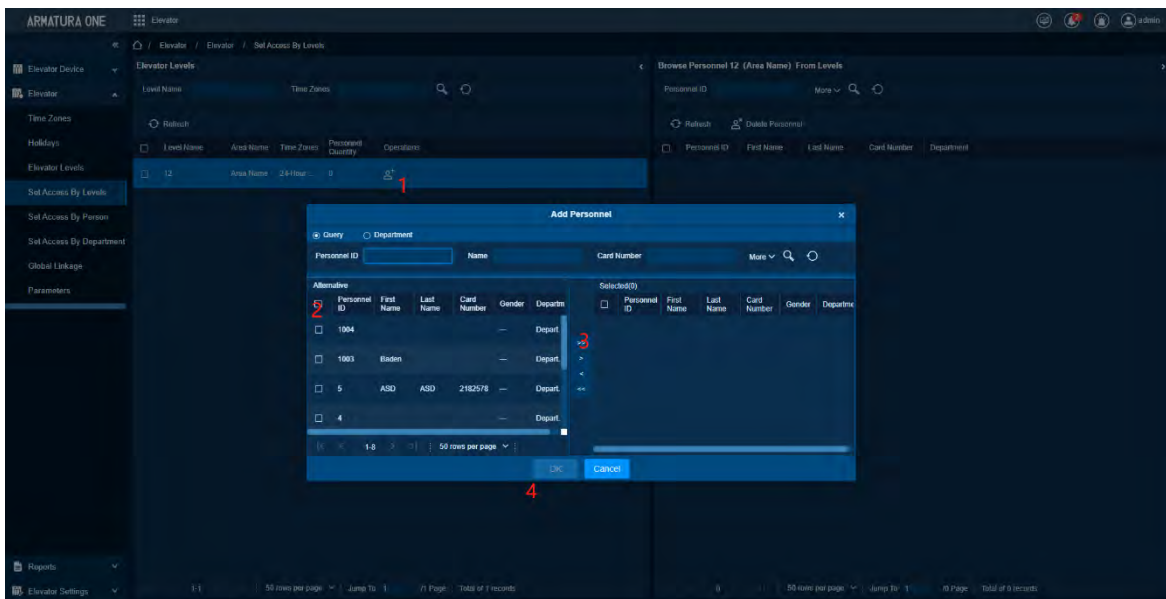 ARMATURA ONE
Elevator
admin
/ Elevator / Elevator / Set Access By Levels
Elevator Device
Elevator
Time Zones
Holidays
Elevator Levels
Set Access By Levels
Set Access By Person
Set Access By Department
Global Linkage
Parameters
Reports
Elevator Settings
Elevator Levels
Level Name Time Zones
Refresh
Level Name Area Name Time Zones Personnel Quantity Operations
12 Area Name 24-Hour ... 0
1
Browse Personnel 12 (Area Name) From Levels
Personnel ID More
Refresh Delete Personnel
Personnel ID First Name Last Name Card Number Department
Add Personnel
Query Department
Personnel ID Name Card Number More
Alternative
2
Personnel ID First Name Last Name Card Number Gender Departm
1004 — Depart.
1003 Baden — Depart.
5 ASD ASD 2182578 — Depart.
4 — Depart.
1-8 50 rows per page
3
>>
>
<
<<
Selected(0)
Personnel ID First Name Last Name Card Number Gender Departme
OK Cancel
4
1-1 50 rows per page Jump To 1 /1 Page Total of 1 records
0 50 rows per page Jump To 1 /0 Page Total of 0 records